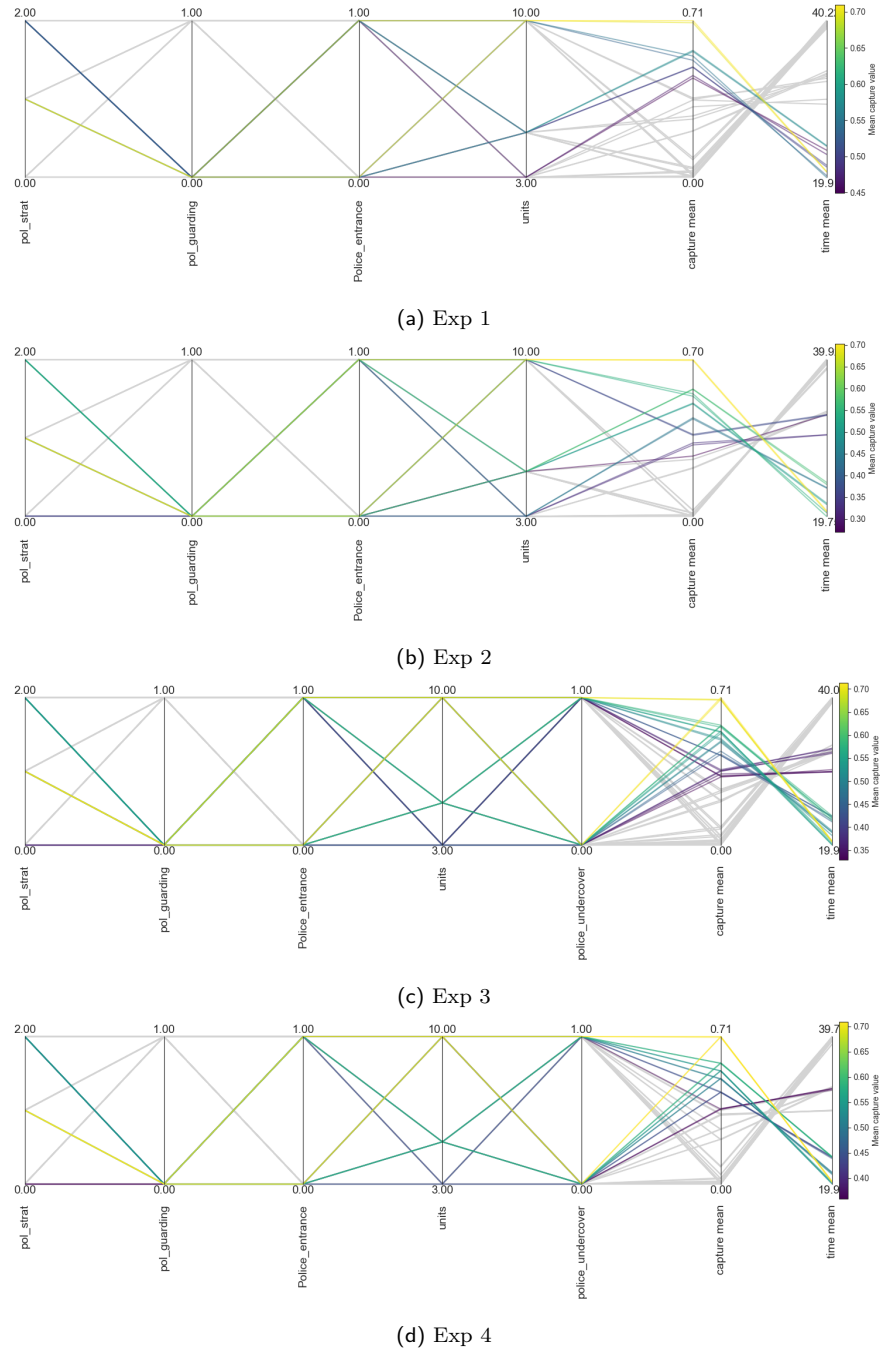 2.00 1.00 1.00 10.00 0.71 40.2
0.70
0.65
0.60
0.55
0.50
0.45
Mean capture value
0.00 0.00 0.00 3.00 0.00 19.9
pol_strat pol_guarding Police_entrance units capture mean time mean
(a) Exp 1
2.00 1.00 1.00 10.00 0.70 39.9
0.70
0.65
0.60
0.55
0.50
0.45
0.40
0.35
0.30
Mean capture value
0.00 0.00 0.00 3.00 0.00 19.7
pol_strat pol_guarding Police_entrance units capture mean time mean
(b) Exp 2
2.00 1.00 1.00 10.00 1.00 0.71 40.0
0.70
0.65
0.60
0.55
0.50
0.45
0.40
0.35
Mean capture value
0.00 0.00 0.00 3.00 0.00 0.00 19.9
pol_strat pol_guarding Police_entrance units police_undercover capture mean time mean
(c) Exp 3
2.00 1.00 1.00 10.00 1.00 0.71 39.7
0.70
0.65
0.60
0.55
0.50
0.45
0.40
Mean capture value
0.00 0.00 0.00 3.00 0.00 0.00 19.9
pol_strat pol_guarding Police_entrance units police_undercover capture mean time mean
(d) Exp 4